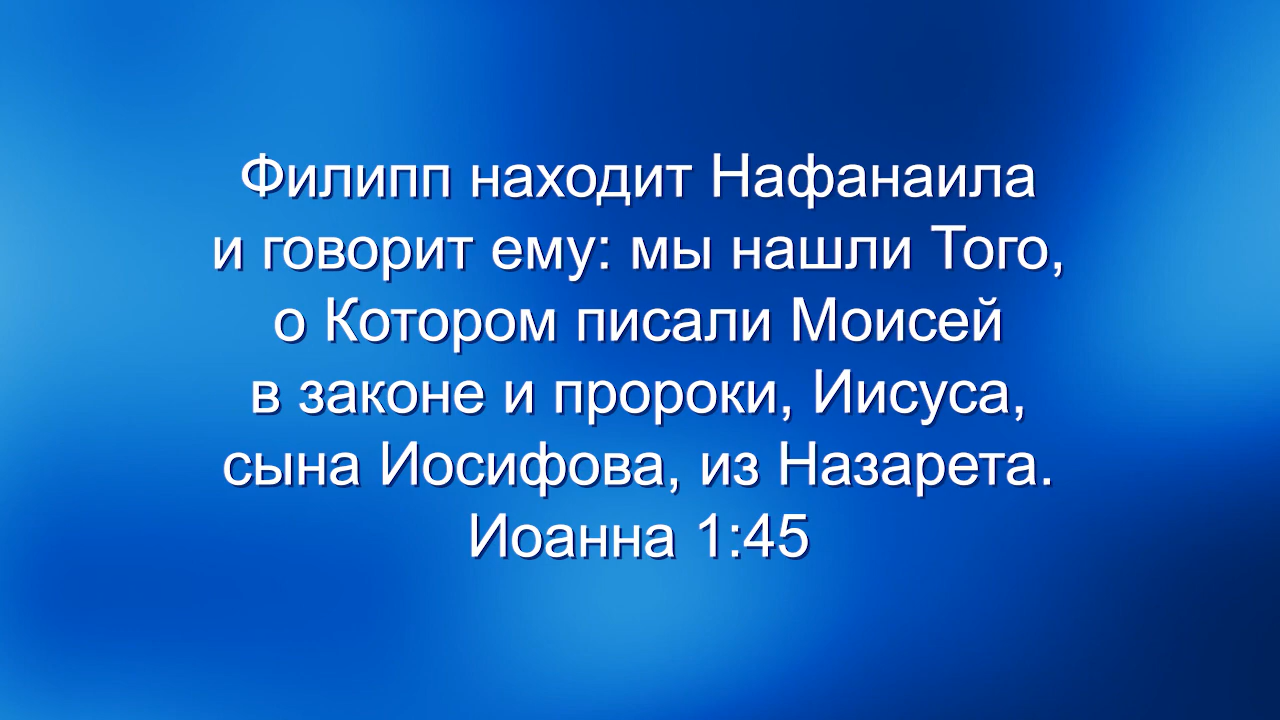 Филипп находит Нафанаила
и говорит ему: мы нашли Того,
о Котором писали Моисей
в законе и пророки, Иисуса,
сына Иосифова, из Назарета.
Иоанна 1:45